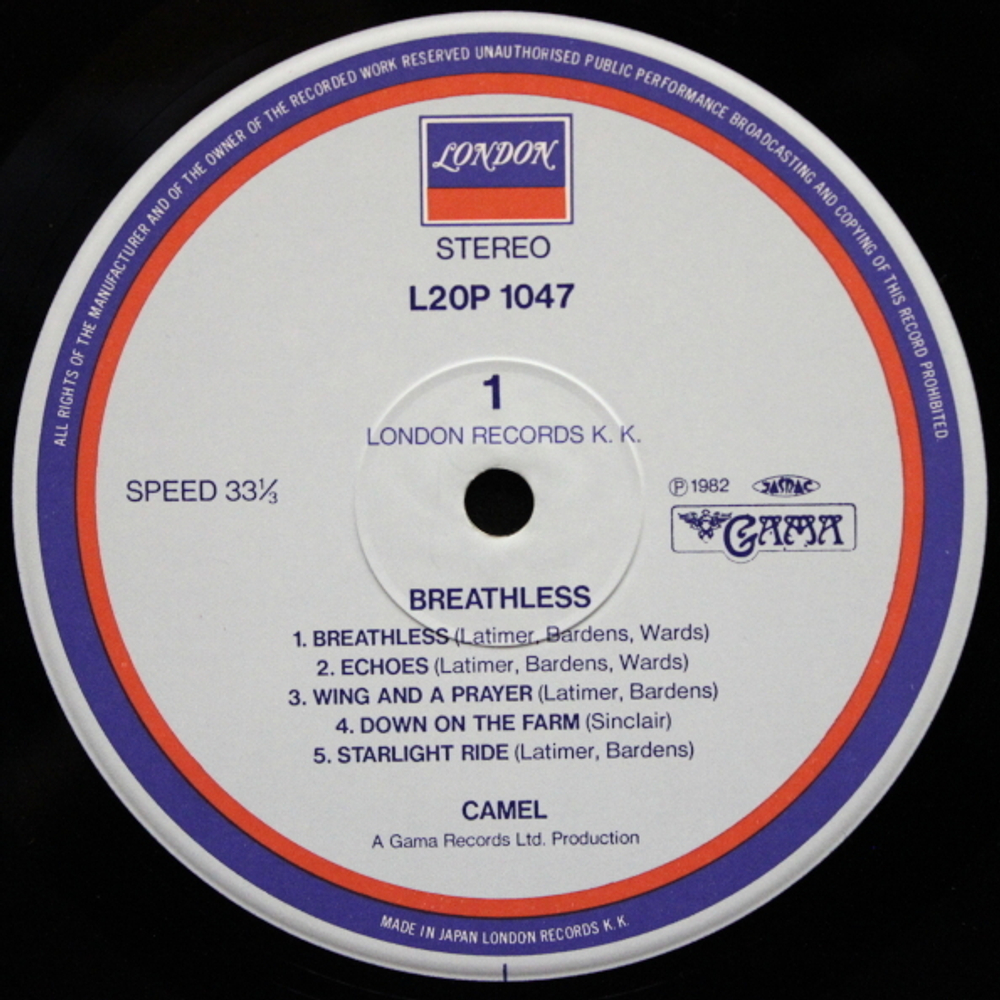 ALL RIGHTS OF THE MANUFACTURER AND OF THE OWNER OF THE RECORDED WORK RESERVED UNAUTHORISED PUBLIC PERFORMANCE BROADCASTING AND COPYING OF THIS RECORD PROHIBITED
LONDON
STEREO
L20P 1047
1
LONDON RECORDS K. K.
SPEED 33⅓
℗ 1982 JASRAC
GAMA
BREATHLESS
1. BREATHLESS (Latimer, Bardens, Wards)
2. ECHOES (Latimer, Bardens, Wards)
3. WING AND A PRAYER (Latimer, Bardens)
4. DOWN ON THE FARM (Sinclair)
5. STARLIGHT RIDE (Latimer, Bardens)
CAMEL
A Gama Records Ltd. Production
MADE IN JAPAN LONDON RECORDS K. K.